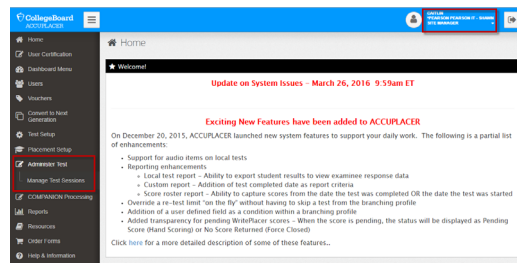 CollegeBoard
ACCUPLACER
CAITLIN
*PEARSON PEARSON IT -
SITE MANAGER
Home
User Certification
Dashboard Menu
Users
Vouchers
Convert to Next
Generation
Test Setup
Placement Setup
Administer Test
Manage Test Sessions
COMPANION Processing
Reports
Resources
Order Forms
Help & Information
Home
Welcome!
Update on System Issues - March 26, 2016 9:59am ET
Exciting New Features have been added to ACCUPLACER
On December 20, 2015, ACCUPLACER launched new system features to support your daily work. The following is a partial list
of enhancements:
• Support for audio items on local tests
• Reporting enhancements
Local test report - Ability to export student results to view examinee response data
Custom report - Addition of test completed date as report criteria
Score roster report - Ability to capture scores from date the test was completed OR the date the test was started
• Override a re-test limit "on the fly" without having to skip a test from the branching profile
• Addition of a user defined field as a condition within a branching profile
• Added transparency for pending WritePlacer scores - When the score is pending, the status will be displayed as Pending
Score (Hand Scoring) or No Score Returned (Force Closed)
Click here for a more detailed description of some of these features..